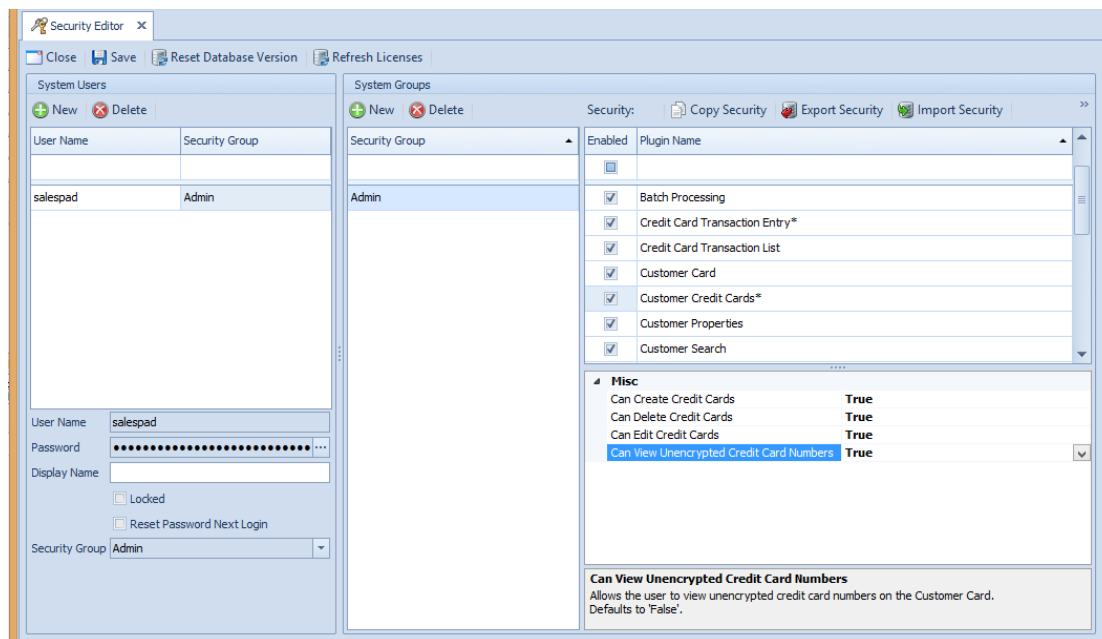 Security Editor
Close Save Reset Database Version Refresh Licenses
System Users
New Delete
User Name Security Group
salespad Admin
User Name salespad
Password
Display Name
Locked
Reset Password Next Login
Security Group Admin
System Groups
New Delete Security: Copy Security Export Security Import Security
Security Group
Admin
Enabled Plugin Name
Batch Processing
Credit Card Transaction Entry*
Credit Card Transaction List
Customer Card
Customer Credit Cards*
Customer Properties
Customer Search
Misc
Can Create Credit Cards True
Can Delete Credit Cards True
Can Edit Credit Cards True
Can View Unencrypted Credit Card Numbers True
Can View Unencrypted Credit Card Numbers
Allows the user to view unencrypted credit card numbers on the Customer Card.
Defaults to 'False'.